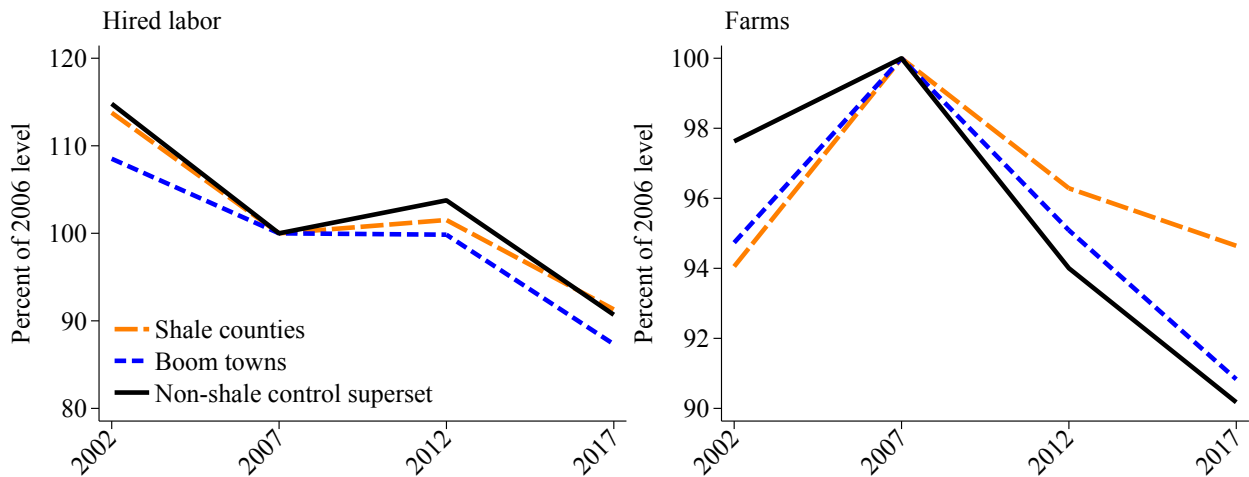 Hired labor
Percent of 2006 level
120
110
100
90
80
Shale counties
Boom towns
Non-shale control superset
2002
2007
2012
2017
Farms
Percent of 2006 level
100
98
96
94
92
90
2002
2007
2012
2017